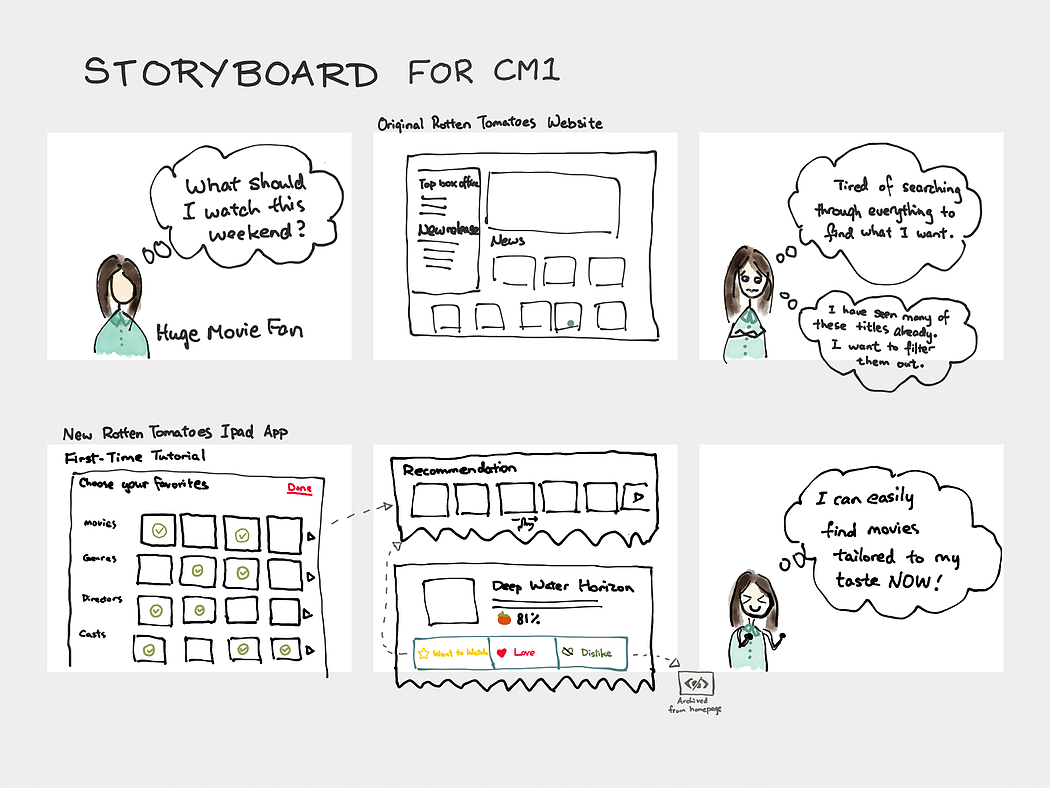 STORYBOARD FOR CM1
What should
I watch this
weekend?
Huge Movie Fan
Original Rotten Tomatoes Website
Top box office
New release
News
Tired of searching
through everything to
find what I want.
I have seen many of
these titles already.
I want to filter
them out.
New Rotten Tomatoes Ipad App
First-Time Tutorial
Choose your favorites
Done
movies
Genres
Directors
Casts
Recommendation
Deep Water Horizon
81%
Want to Watch
Love
Dislike
Archived
from homepage
I can easily
find movies
tailored to my
taste NOW!